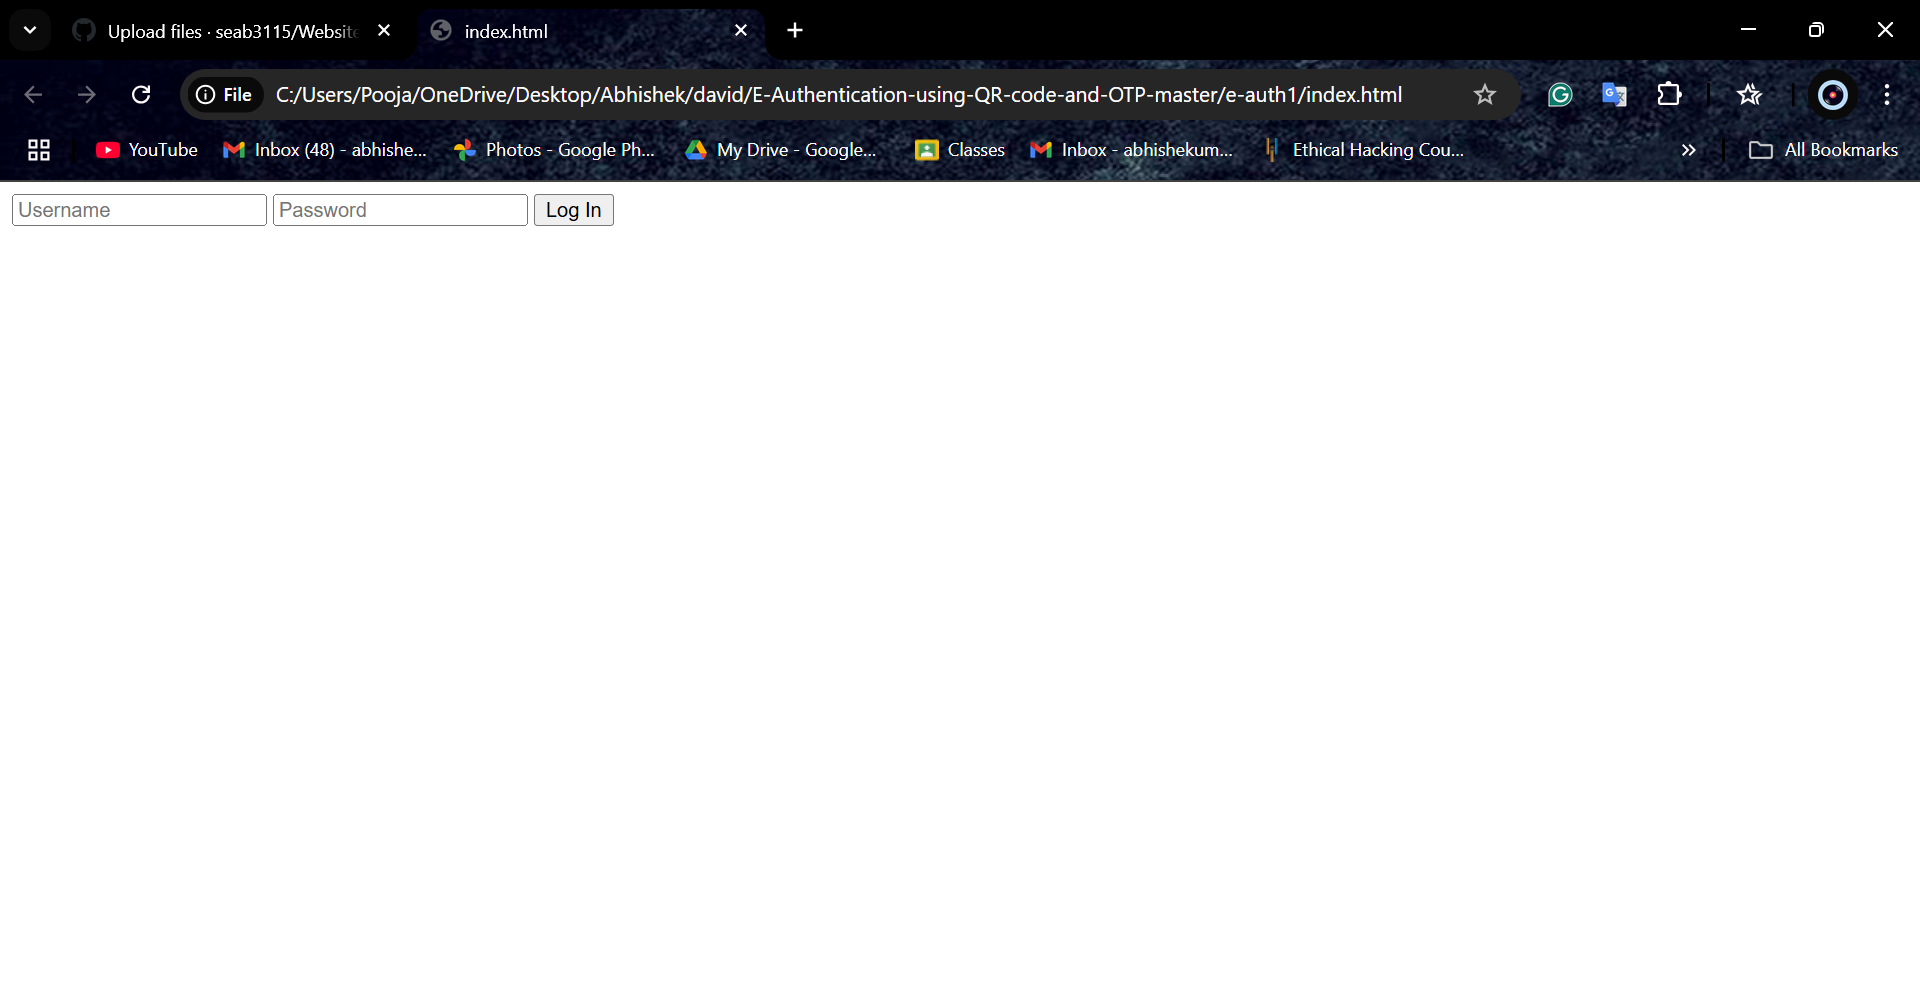 Upload files · seab3115/Website
index.html
File
C:/Users/Pooja/OneDrive/Desktop/Abhishek/david/E-Authentication-using-QR-code-and-OTP-master/e-auth1/index.html
YouTube
Inbox (48) - abhishe...
Photos - Google Ph...
My Drive - Google...
Classes
Inbox - abhishekum...
Ethical Hacking Cou...
All Bookmarks
Username
Password
Log In